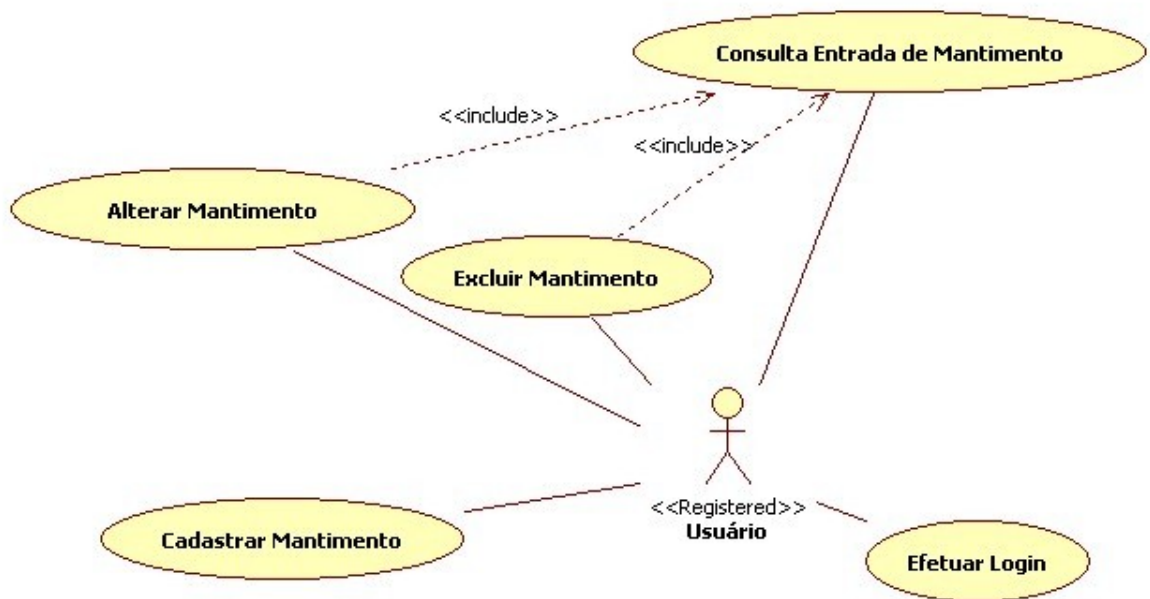 Consulta Entrada de Mantimento
<<include>>
<<include>>
Alterar Mantimento
Excluir Mantimento
<<Registered>>
Usuário
Cadastrar Mantimento
Efetuar Login